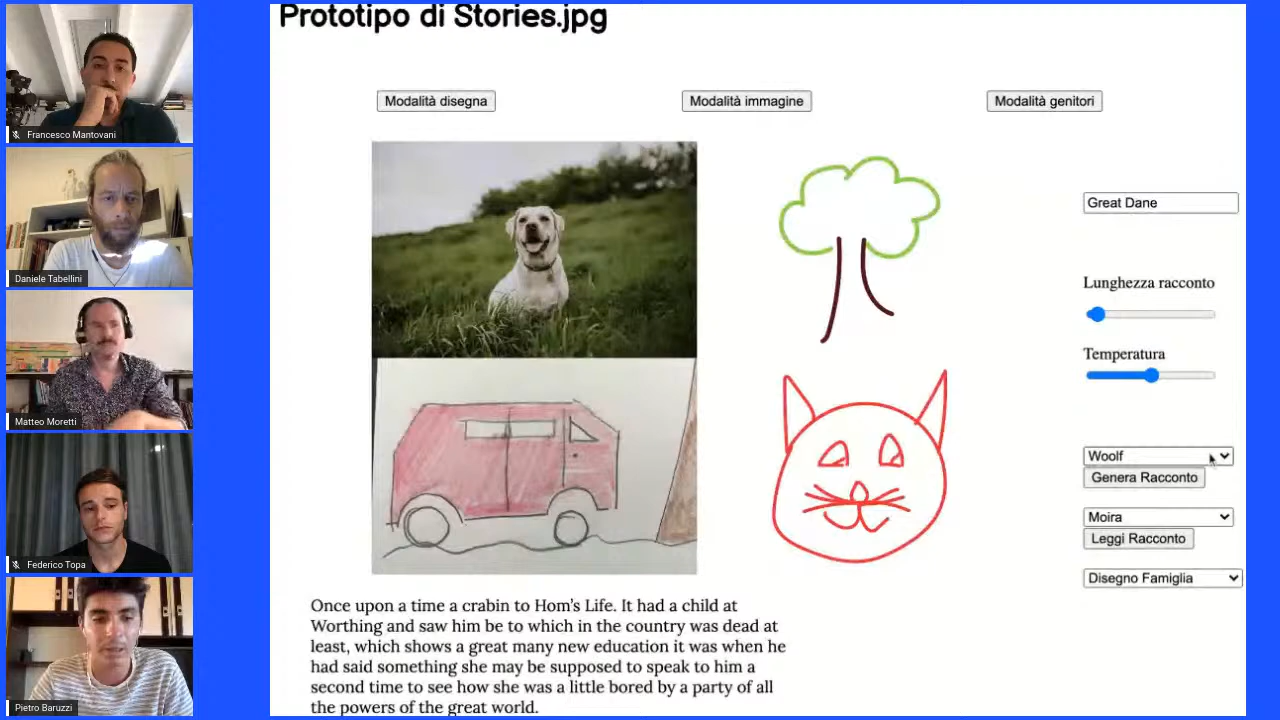 Prototipo di Stories.jpg
Modalità disegna
Modalità immagine
Modalità genitori
Great Dane
Lunghezza racconto
Temperatura
Woolf
Genera Racconto
Moira
Leggi Racconto
Disegno Famiglia
Once upon a time a crabin to Hom's Life. It had a child at
Worthing and saw him be to which in the country was dead at
least, which shows a great many new education it was when he
had said something she may be supposed to speak to him a
second time to see how she was a little bored by a party of all
the powers of the great world.
Francesco Mantovani
Daniele Tabellini
Matteo Moretti
Federico Topa
Pietro Baruzzi